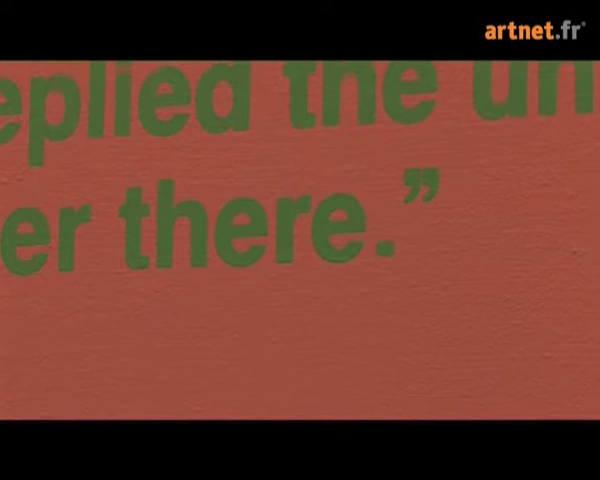 artnet.fr
eplied the un
er there.”